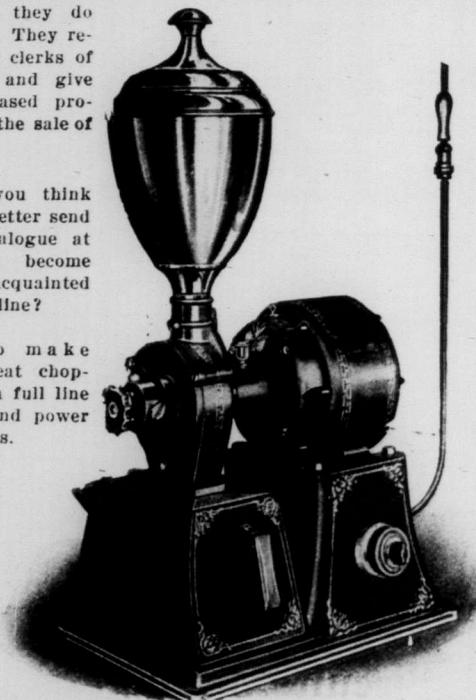 they do
They re-
clerks of
and give
ased pro-
the sale of
you think
etter send
alogue at
become
cquainted
line?
make
eat chop-
full line
nd power
s.